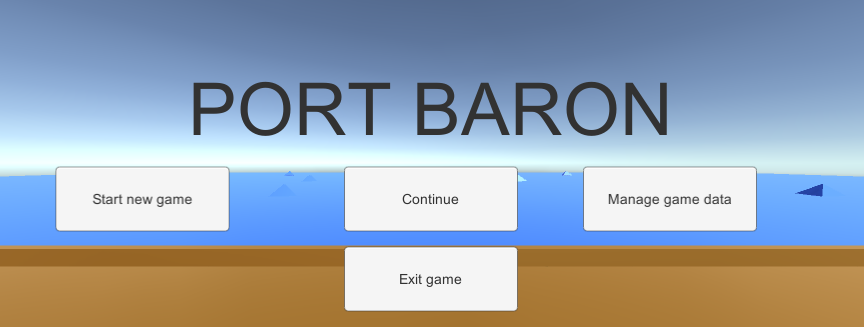 PORT BARON
Start new game
Continue
Manage game data
Exit game